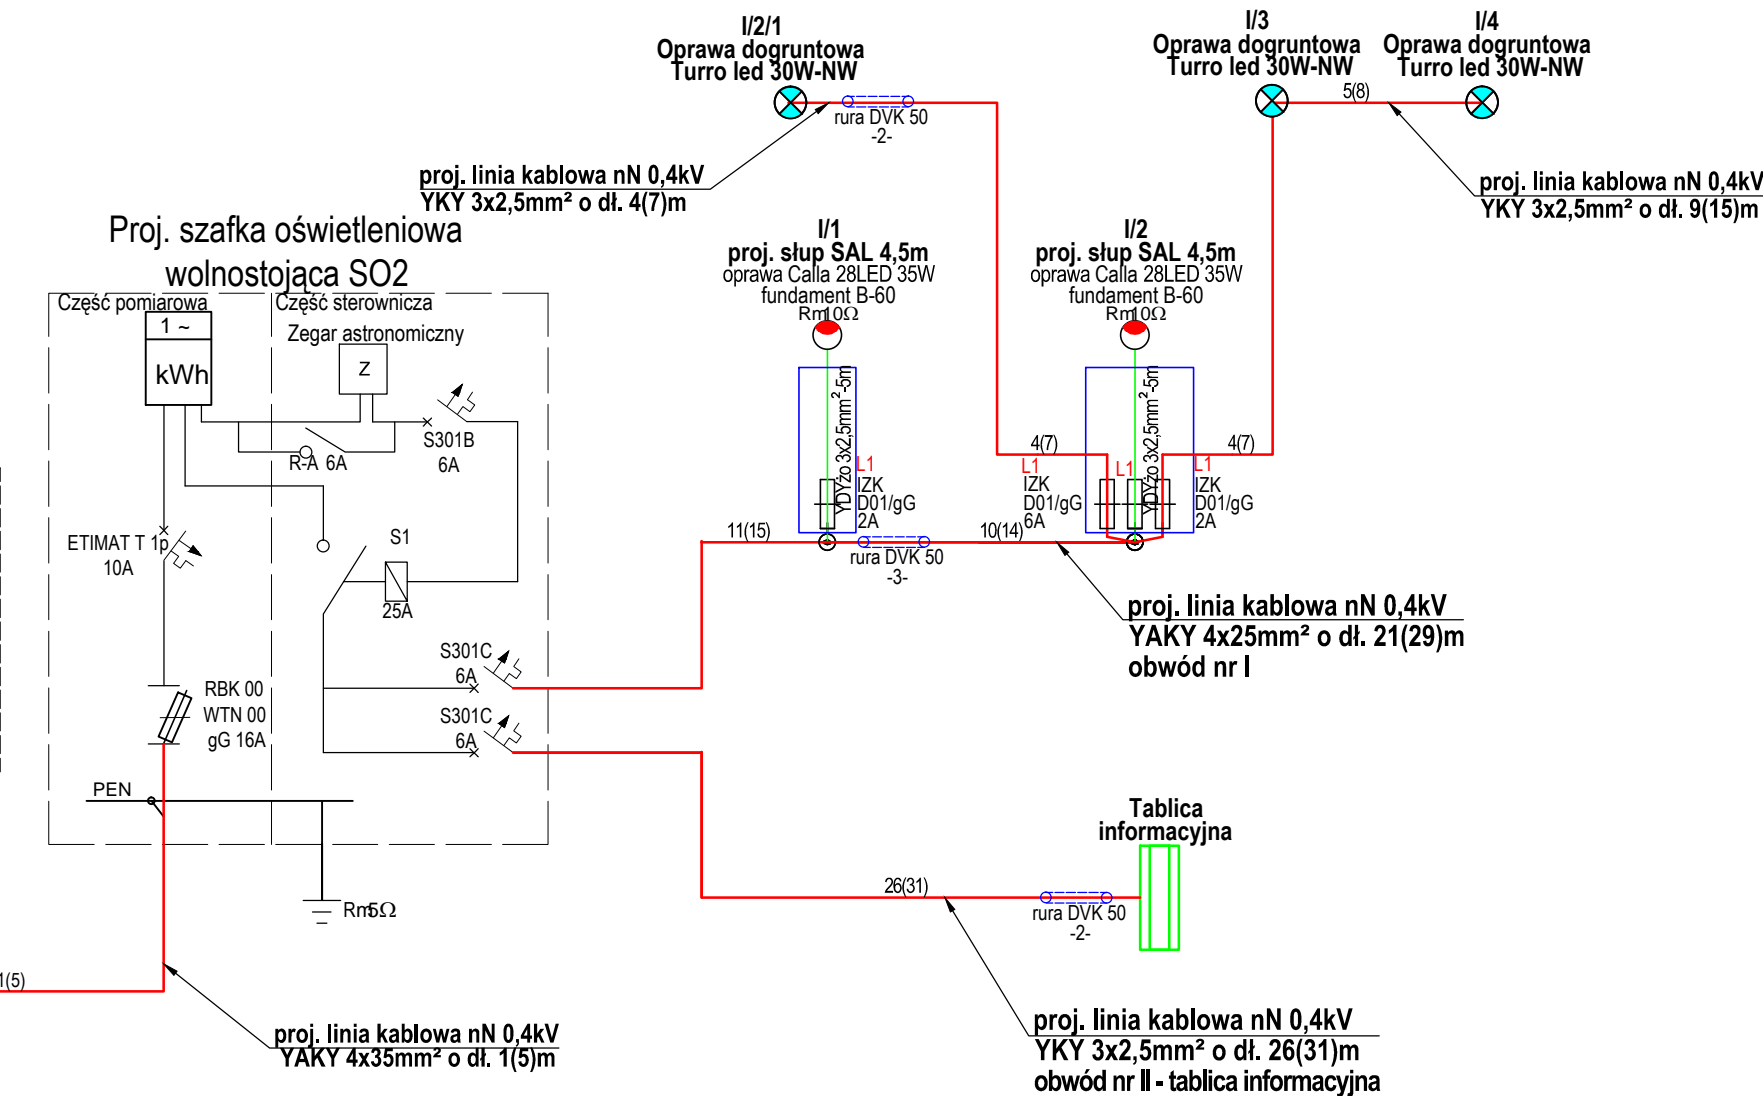 I/2/1
Oprawa dogruntowa
Turro led 30W-NW
I/3
Oprawa dogruntowa
Turro led 30W-NW
I/4
Oprawa dogruntowa
Turro led 30W-NW
5(8)
rura DVK 50
-2-
proj. linia kablowa nN 0,4kV
YKY 3x2,5mm² o dł. 4(7)m
proj. linia kablowa nN 0,4kV
YKY 3x2,5mm² o dł. 9(15)m
Proj. szafka oświetleniowa
wolnostojąca SO2
I/1
proj. słup SAL 4,5m
oprawa Calla 28LED 35W
fundament B-60
Rm10Ω
I/2
proj. słup SAL 4,5m
oprawa Calla 28LED 35W
fundament B-60
Rm10Ω
Część pomiarowa
Część sterownicza
1 ~
kWh
Zegar astronomiczny
Z
S301B
6A
R-A 6A
YDYżo 3x2,5mm²-5m
L1
IZK
D01/gG
2A
YDYżo 3x2,5mm²-5m
4(7)
4(7)
L1
IZK
D01/gG
6A
L1
L1
IZK
D01/gG
2A
ETIMAT T 1p
10A
S1
25A
11(15)
rura DVK 50
-3-
10(14)
proj. linia kablowa nN 0,4kV
YAKY 4x25mm² o dł. 21(29)m
obwód nr I
S301C
6A
RBK 00
WTN 00
gG 16A
S301C
6A
PEN
Rm5Ω
Tablica
informacyjna
26(31)
rura DVK 50
-2-
1(5)
proj. linia kablowa nN 0,4kV
YAKY 4x35mm² o dł. 1(5)m
proj. linia kablowa nN 0,4kV
YKY 3x2,5mm² o dł. 26(31)m
obwód nr II - tablica informacyjna